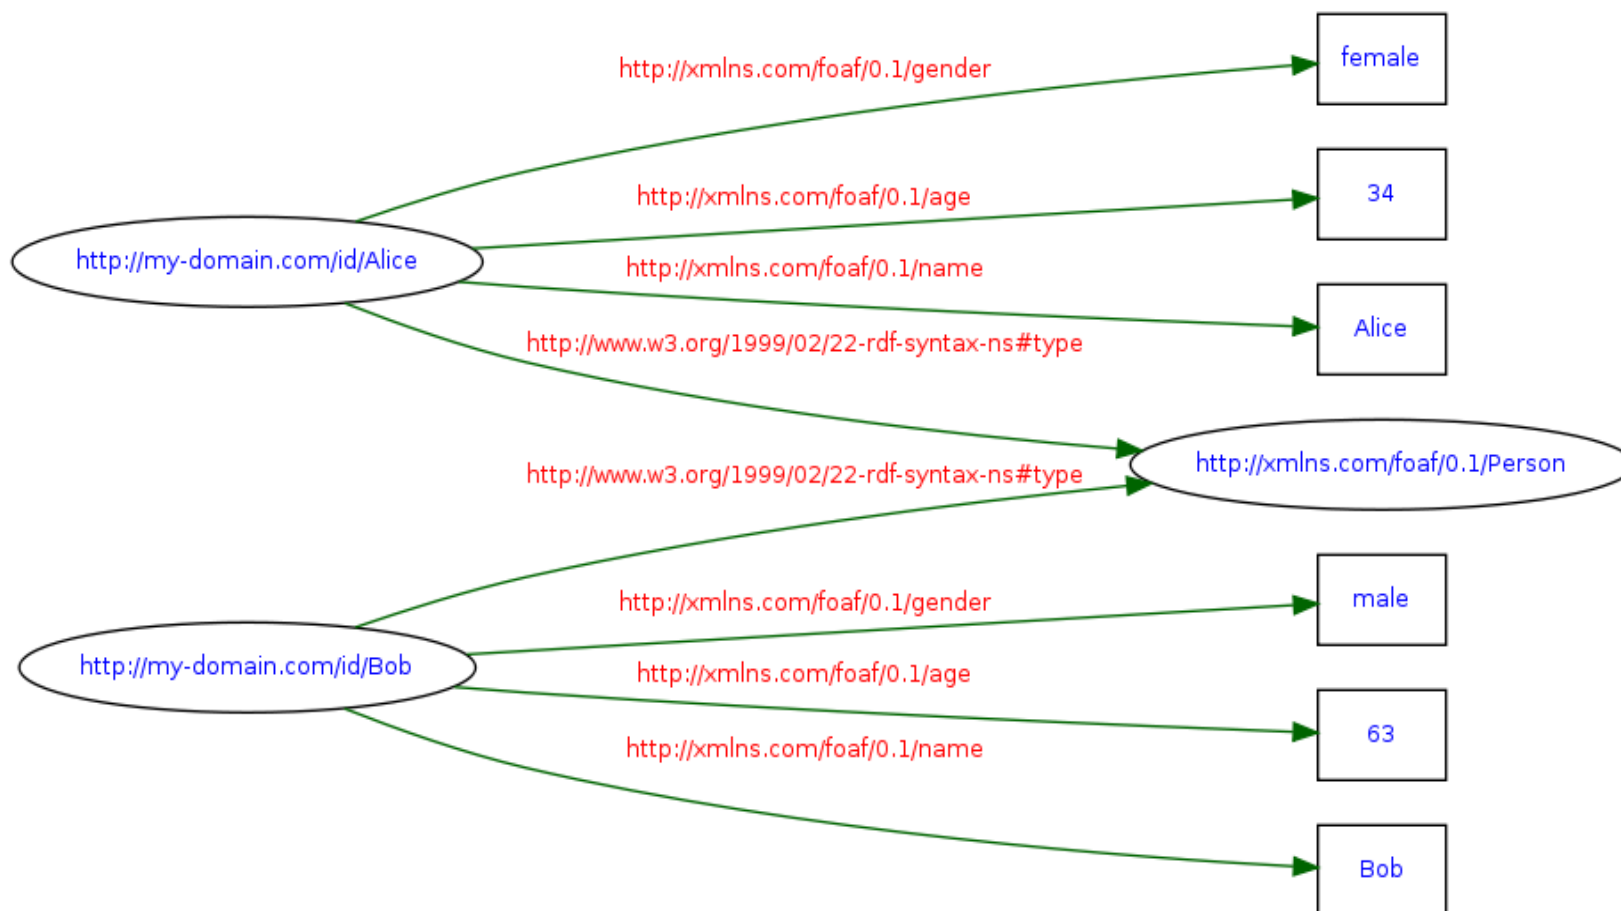 http://xmlns.com/foaf/0.1/gender
female
http://xmlns.com/foaf/0.1/age
34
http://my-domain.com/id/Alice
http://xmlns.com/foaf/0.1/name
Alice
http://www.w3.org/1999/02/22-rdf-syntax-ns#type
http://xmlns.com/foaf/0.1/Person
http://www.w3.org/1999/02/22-rdf-syntax-ns#type
http://xmlns.com/foaf/0.1/gender
male
http://my-domain.com/id/Bob
http://xmlns.com/foaf/0.1/age
63
http://xmlns.com/foaf/0.1/name
Bob